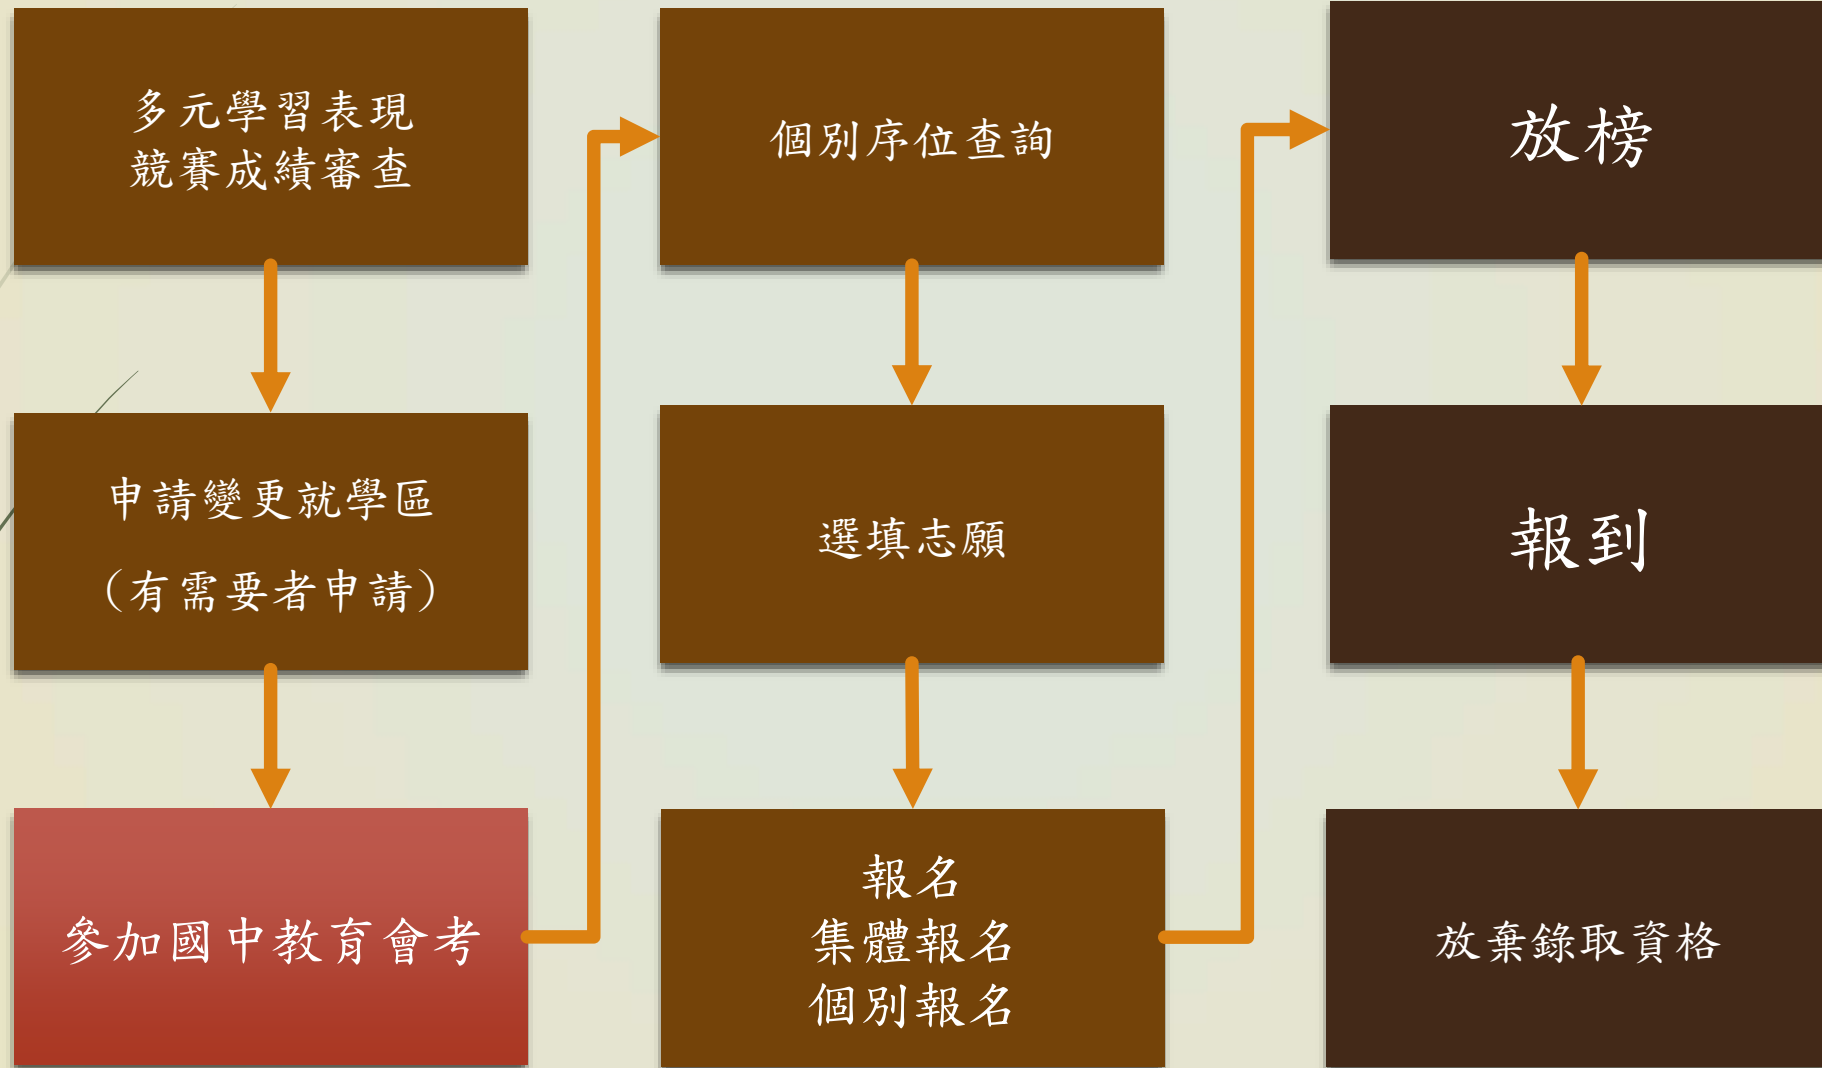 多元學習表現
競賽成績審查
申請變更就學區
（有需要者申請）
參加國中教育會考
個別序位查詢
選填志願
報名
集體報名
個別報名
放榜
報到
放棄錄取資格